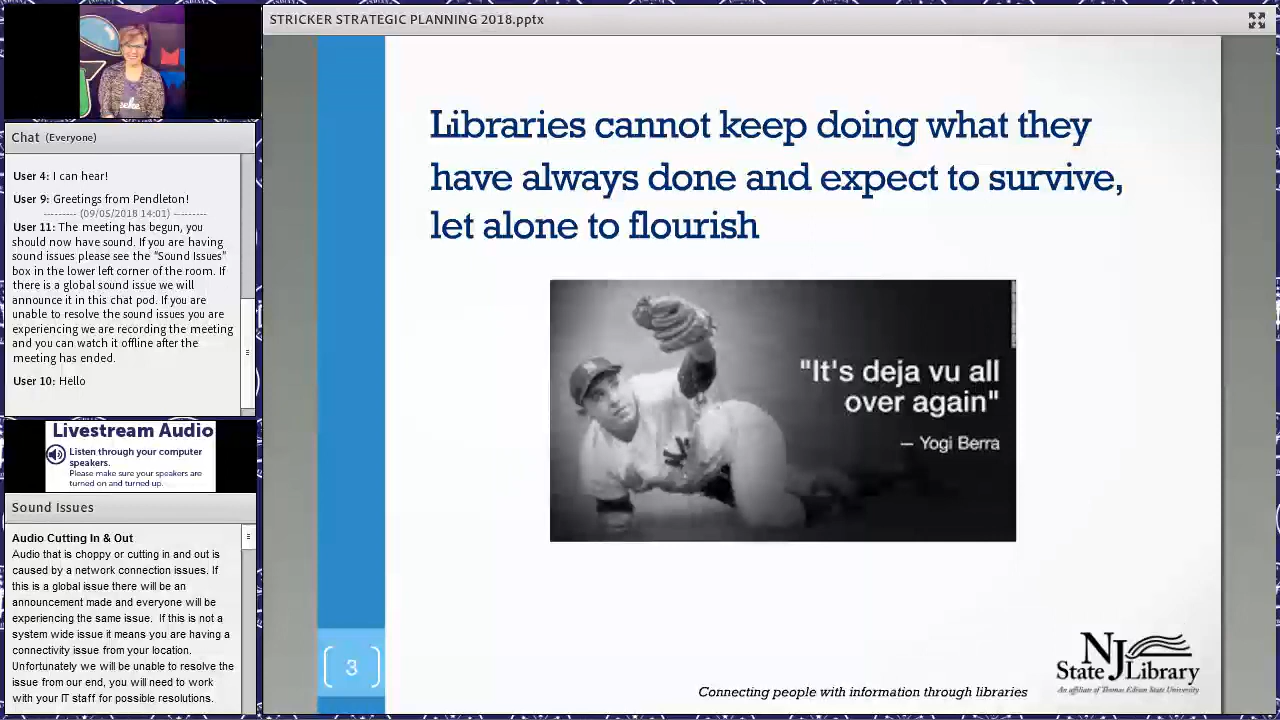 STRICKER STRATEGIC PLANNING 2018.pptx
Chat (Everyone)
User 4: I can hear!
User 9: Greetings from Pendleton!
--------- (09/05/2018 14:01) --------
User 11: The meeting has begun, you
should now have sound. If you are having
sound issues please see the "Sound Issues"
box in the lower left corner of the room. If
there is a global sound issue we will
announce it in this chat pod. If you are
unable to resolve the sound issues you are
experiencing we are recording the meeting
and you can watch it offline after the
meeting has ended.
User 10: Hello
Livestream Audio
Listen through your computer
speakers.
Please make sure your speakers are
turned on and turned up.
Sound Issues
Audio Cutting In & Out
Audio that is choppy or cutting in and out is
caused by a network connection issues. If
this is a global issue there will be an
announcement made and everyone will be
experiencing the same issue.  If this is not a
system wide issue it means you are having a
connectivity issue from your location.
Unfortunately we will be unable to resolve the
issue from our end, you will need to work
with your IT staff for possible resolutions.
Libraries cannot keep doing what they
have always done and expect to survive,
let alone to flourish
"It's deja vu all
over again"
— Yogi Berra
3
Connecting people with information through libraries
NJ
State Library
An affiliate of Thomas Edison State University